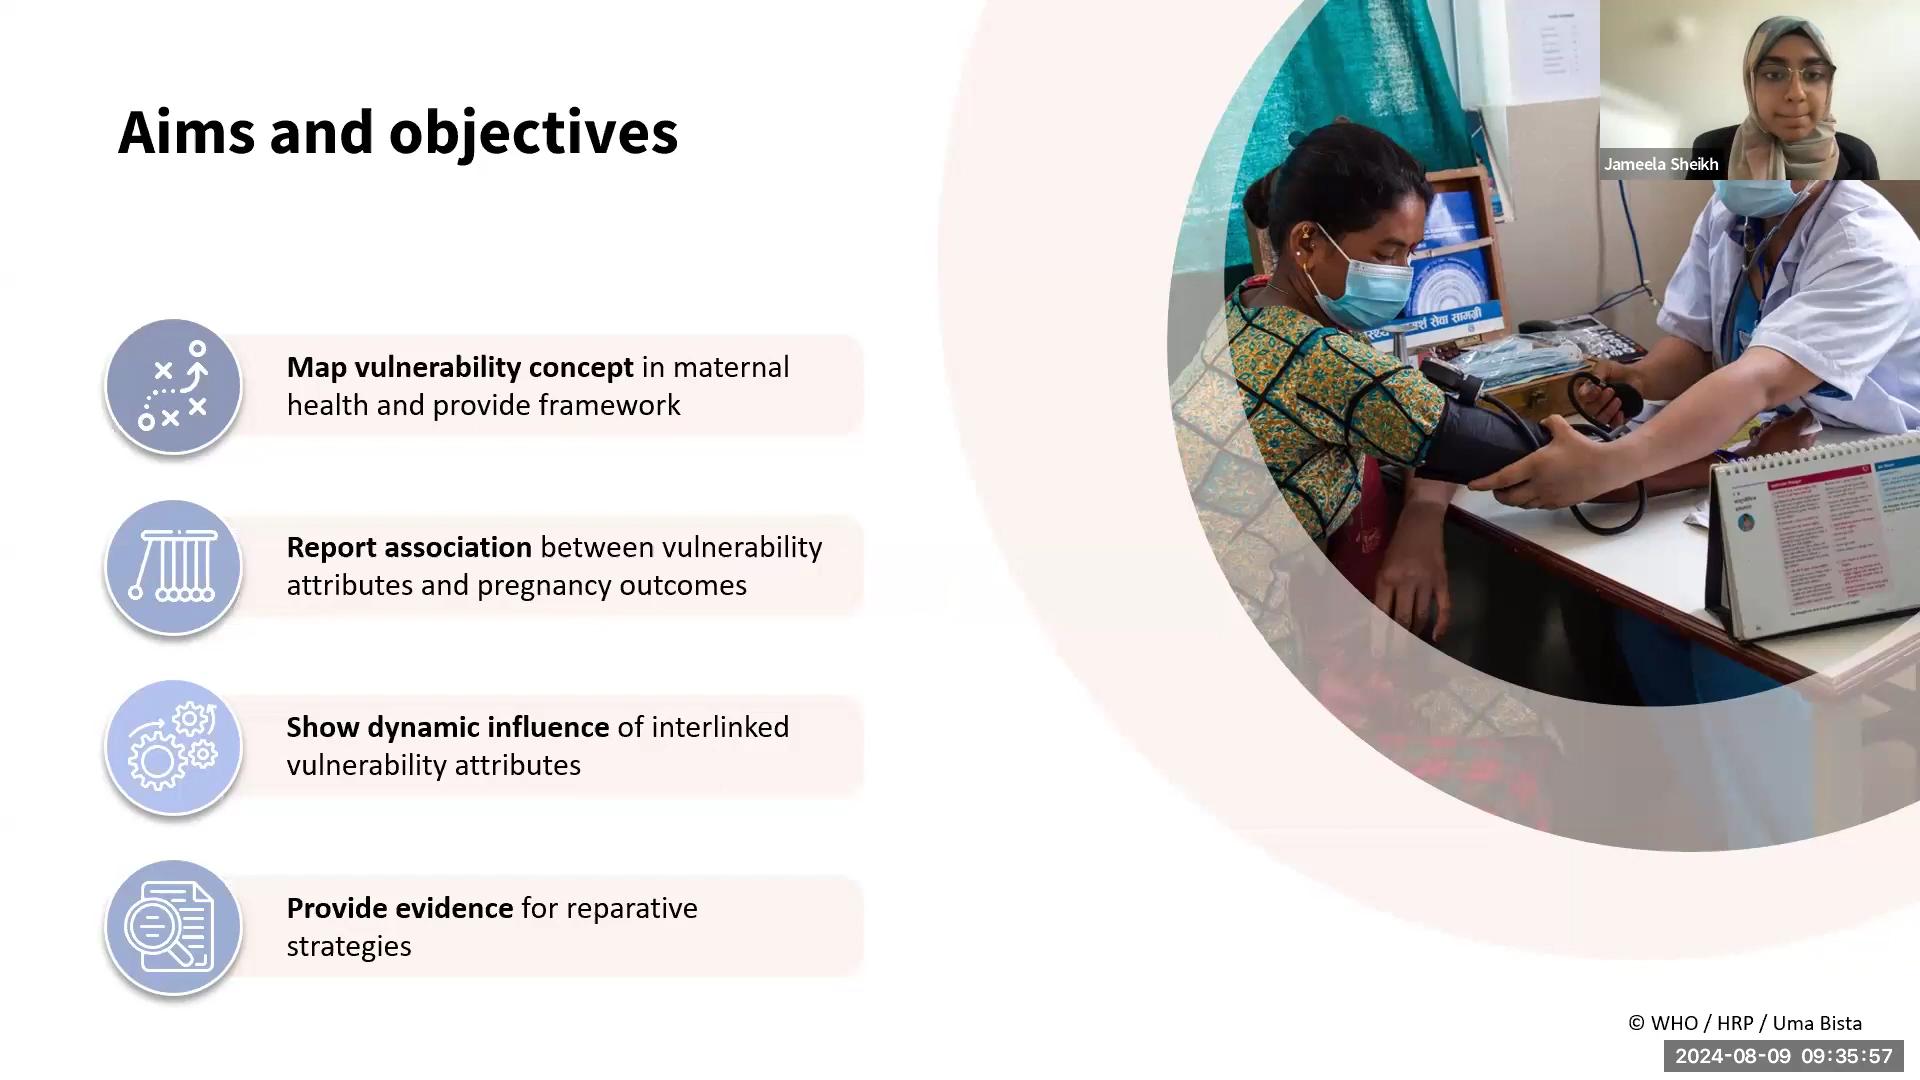 Aims and objectives
Jameela Sheikh
Map vulnerability concept in maternal
health and provide framework
Report association between vulnerability
attributes and pregnancy outcomes
Show dynamic influence of interlinked
vulnerability attributes
Provide evidence for reparative
strategies
सेवा सामग्री
© WHO / HRP / Uma Bista
2024-08-09 09:35:57